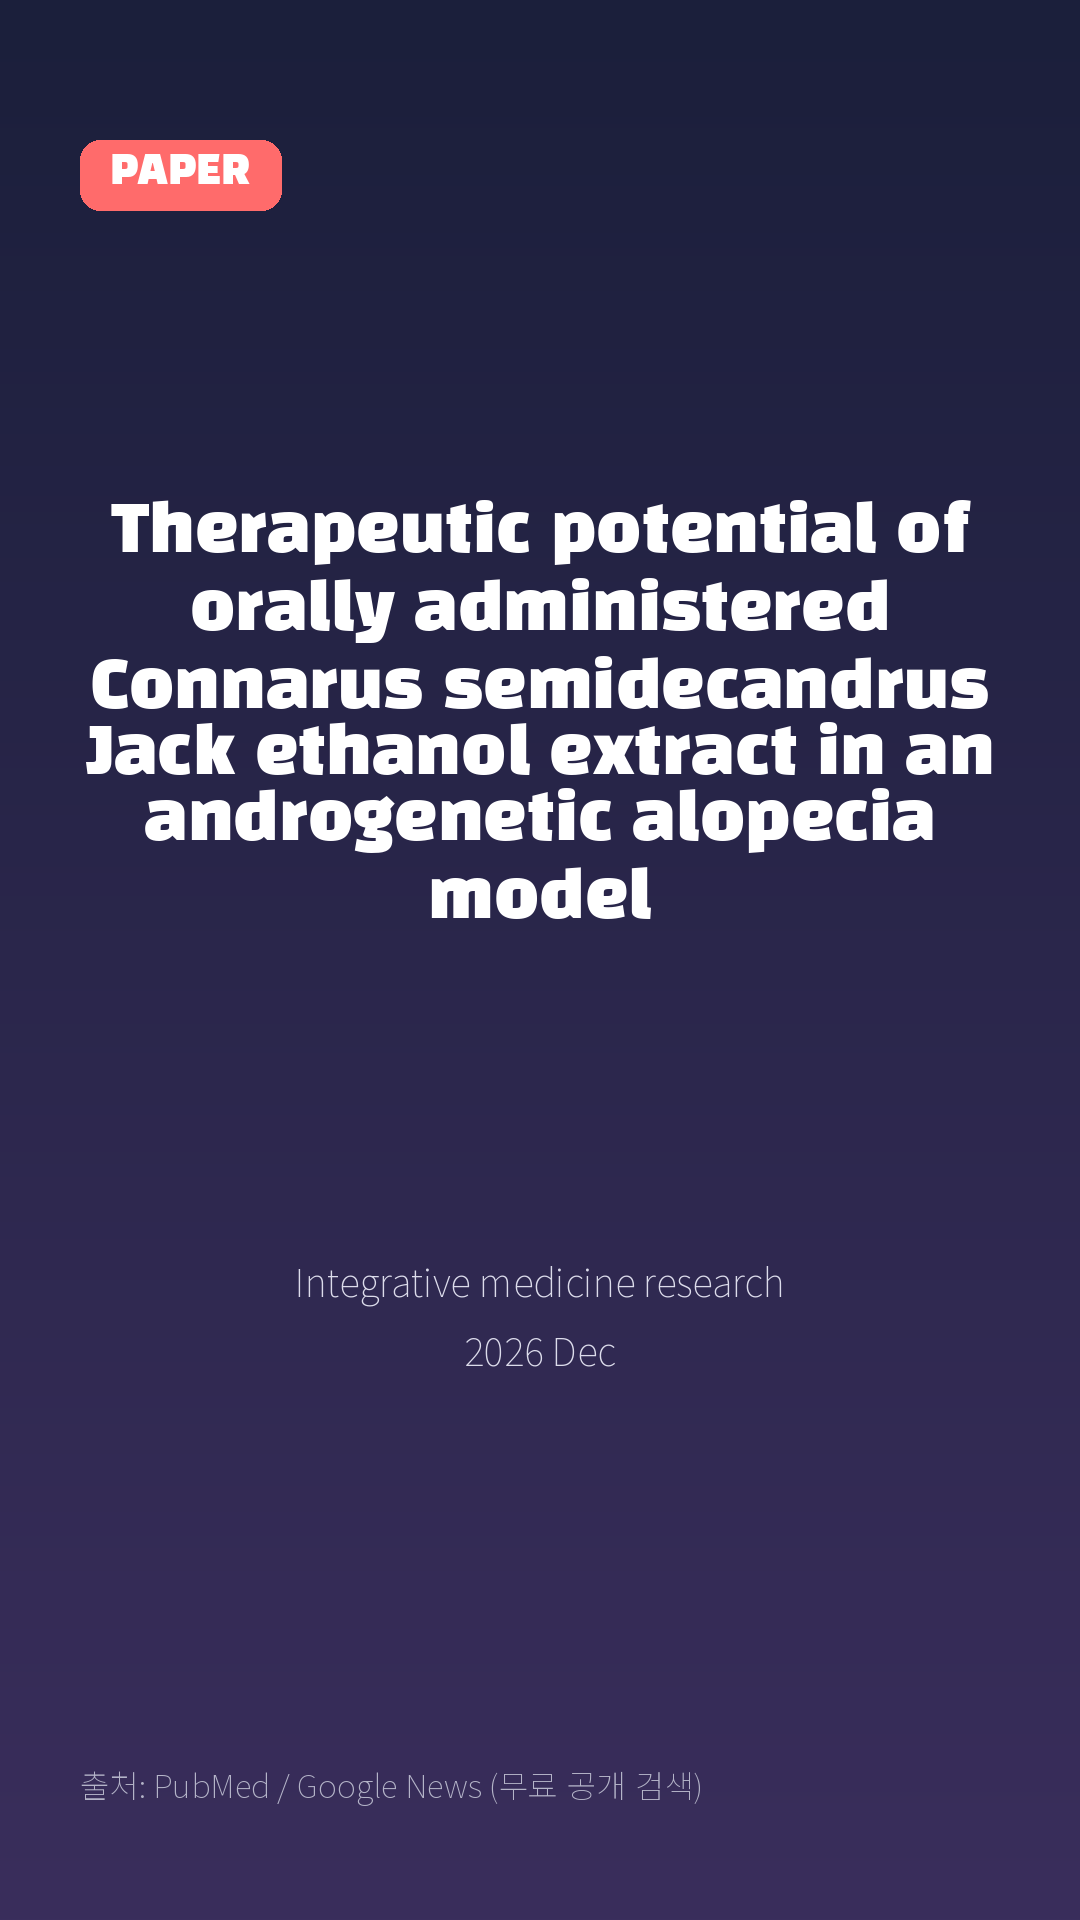 PAPER
Therapeutic potential of
orally administered
Connarus semidecandrus
Jack ethanol extract in an
androgenetic alopecia
model
Integrative medicine research
2026 Dec
출처: PubMed / Google News (무료 공개 검색)